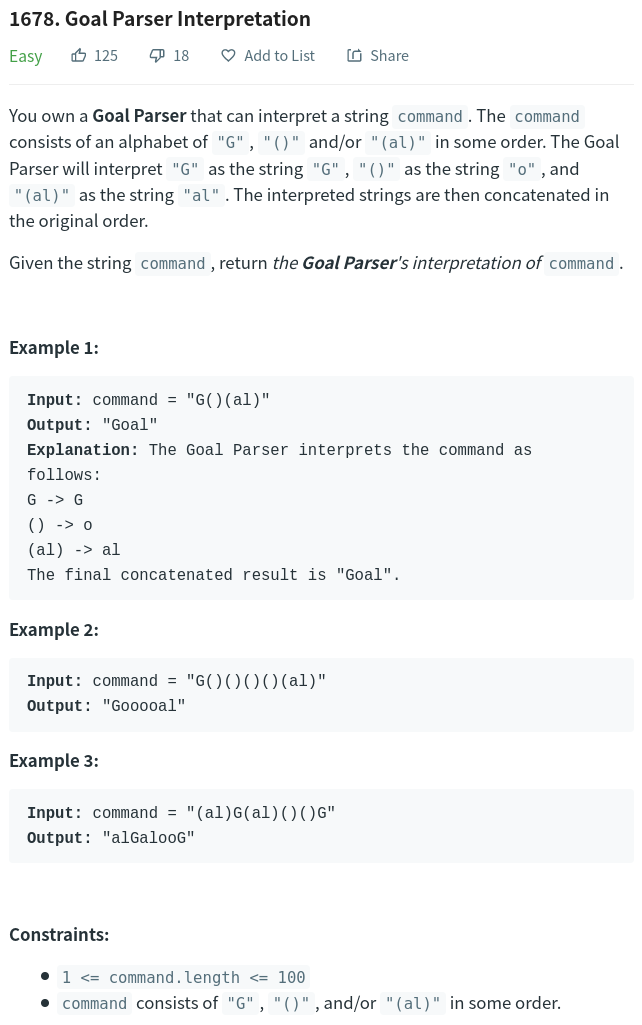 1678. Goal Parser Interpretation
Easy 125 18 Add to List Share
You own a Goal Parser that can interpret a string command . The command
consists of an alphabet of "G" , "()" and/or "(al)" in some order. The Goal
Parser will interpret "G" as the string "G" , "()" as the string "o" , and
"(al)" as the string "al" . The interpreted strings are then concatenated in
the original order.
Given the string command , return the Goal Parser's interpretation of command .
Example 1:
Input: command = "G()(al)"
Output: "Goal"
Explanation: The Goal Parser interprets the command as
follows:
G -> G
() -> o
(al) -> al
The final concatenated result is "Goal".
Example 2:
Input: command = "G()()()()(al)"
Output: "Gooooal"
Example 3:
Input: command = "(al)G(al)()()G"
Output: "alGalooG"
Constraints:
1 <= command.length <= 100
command consists of "G" , "()" , and/or "(al)" in some order.